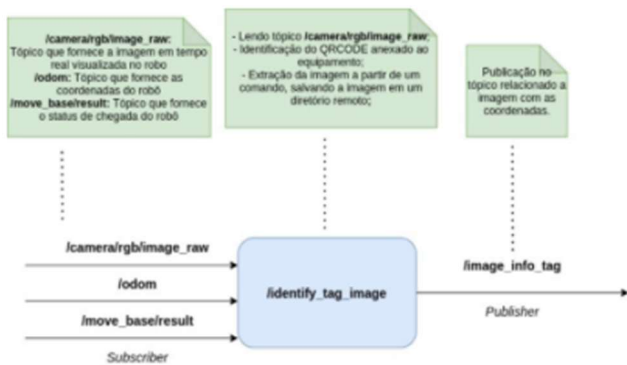 /camera/rgb/image_raw:
Tópico que fornece a imagem em tempo
real visualizada no robo
/odom: Tópico que fornece as
coordenadas do robô
/move_base/result: Tópico que fornece
o status de chegada do robô
- Lendo tópico /camera/rgb/image_raw;
- Identificação do QRCODE anexado ao
equipamento;
- Extração da imagem a partir de um
comando, salvando a imagem em um
diretório remoto;
Publicação no
tópico relacionado a
imagem com as
coordenadas.
/camera/rgb/image_raw
/odom
/move_base/result
Subscriber
/identify_tag_image
/image_info_tag
Publisher